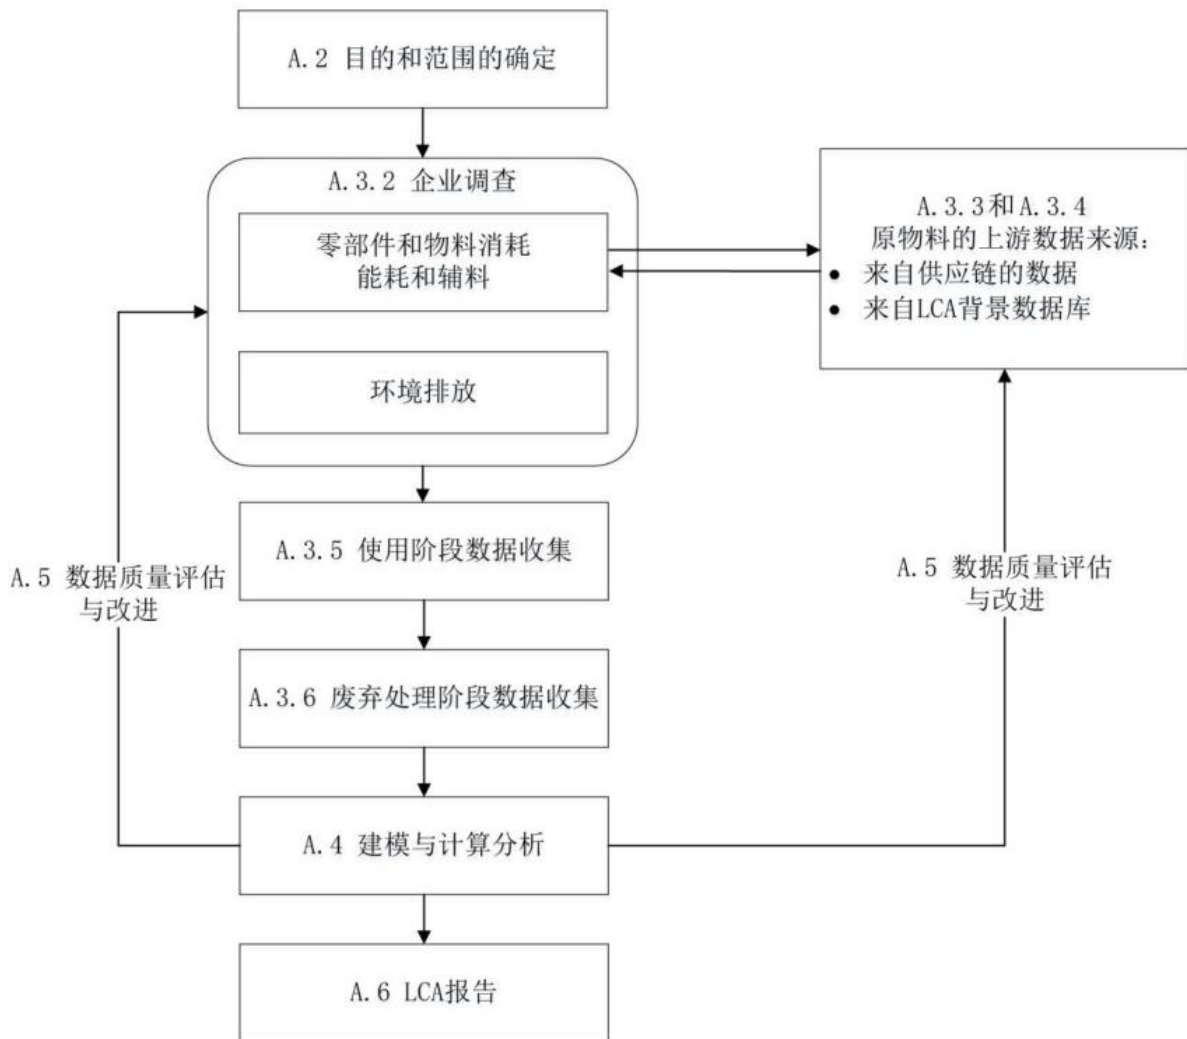 A.2 目的和范围的确定
A.3.2 企业调查
零部件和物料消耗
能耗和辅料
环境排放
A.3.3和A.3.4
原物料的上游数据来源:
● 来自供应链的数据
● 来自LCA背景数据库
A.3.5 使用阶段数据收集
A.5 数据质量评估
与改进
A.5 数据质量评估
与改进
A.3.6 废弃处理阶段数据收集
A.4 建模与计算分析
A.6 LCA报告